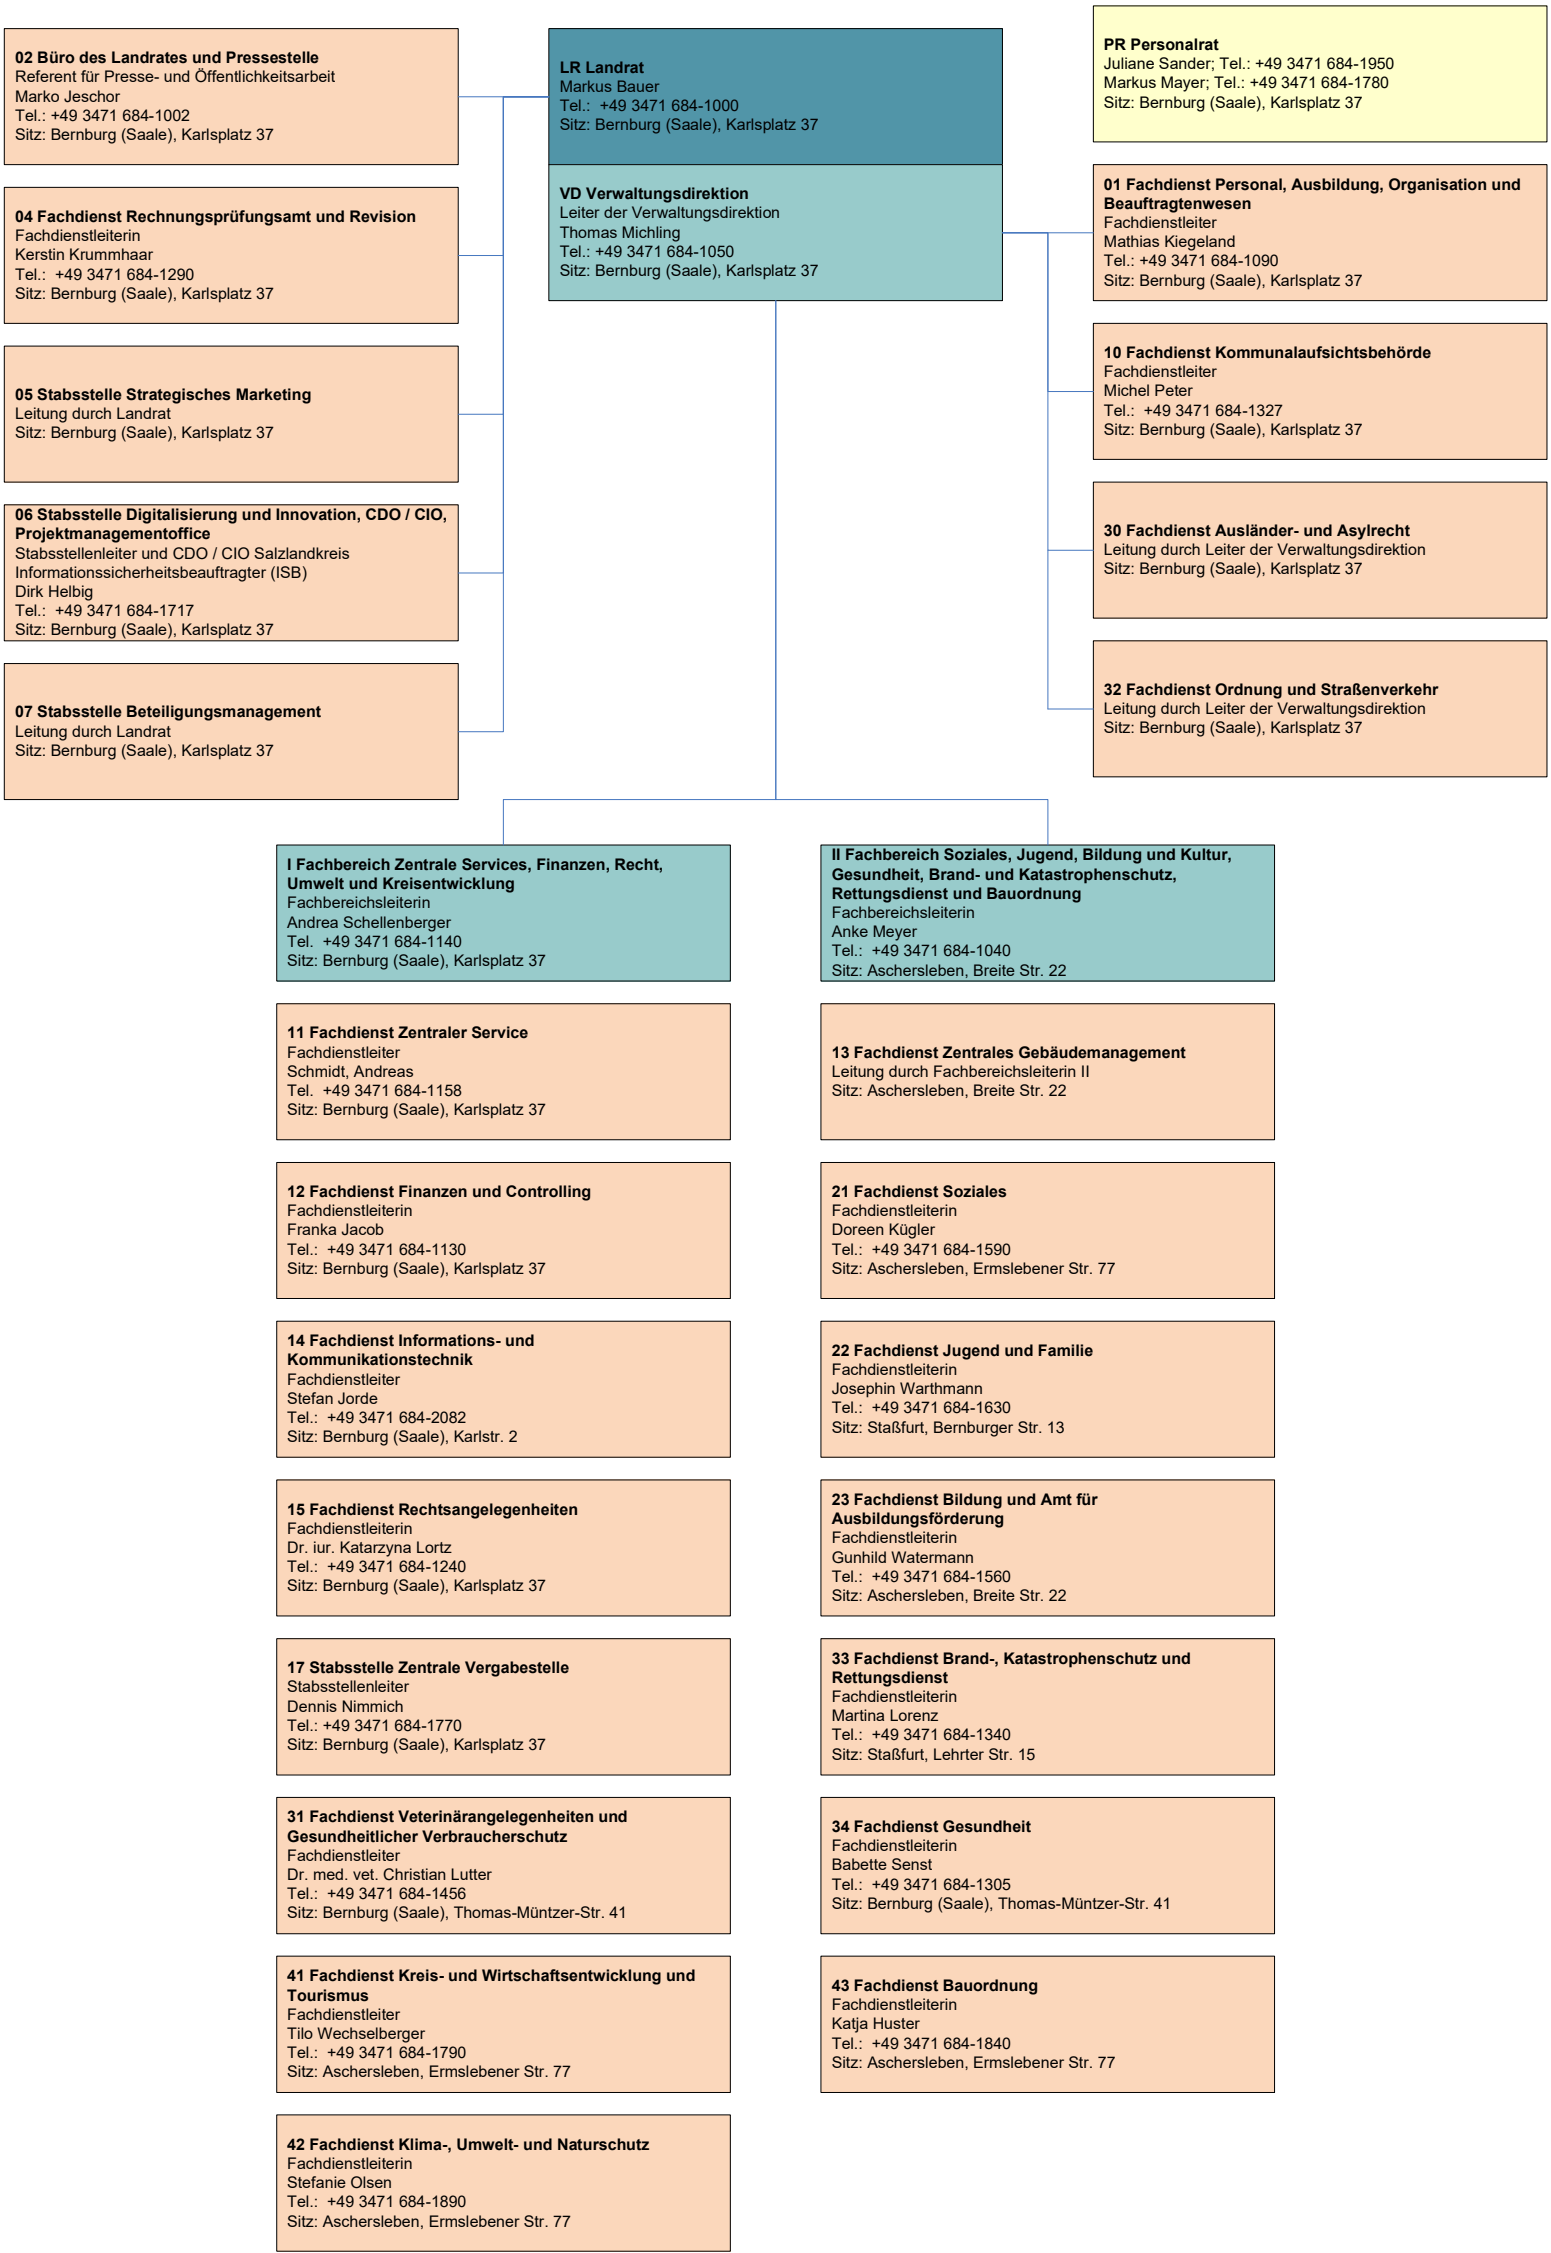 02 Büro des Landrates und Pressestelle
Referent für Presse- und Öffentlichkeitsarbeit
Marko Jeschor
Tel.: +49 3471 684-1002
Sitz: Bernburg (Saale), Karlsplatz 37
04 Fachdienst Rechnungsprüfungsamt und Revision
Fachdienstleiterin
Kerstin Krummhaar
Tel.: +49 3471 684-1290
Sitz: Bernburg (Saale), Karlsplatz 37
05 Stabsstelle Strategisches Marketing
Leitung durch Landrat
Sitz: Bernburg (Saale), Karlsplatz 37
06 Stabsstelle Digitalisierung und Innovation, CDO / CIO,
Projektmanagementoffice
Stabsstellenleiter und CDO / CIO Salzlandkreis
Informationssicherheitsbeauftragter (ISB)
Dirk Helbig
Tel.: +49 3471 684-1717
Sitz: Bernburg (Saale), Karlsplatz 37
07 Stabsstelle Beteiligungsmanagement
Leitung durch Landrat
Sitz: Bernburg (Saale), Karlsplatz 37
LR Landrat
Markus Bauer
Tel.: +49 3471 684-1000
Sitz: Bernburg (Saale), Karlsplatz 37
VD Verwaltungsdirektion
Leiter der Verwaltungsdirektion
Thomas Michling
Tel.: +49 3471 684-1050
Sitz: Bernburg (Saale), Karlsplatz 37
PR Personalrat
Juliane Sander; Tel.: +49 3471 684-1950
Markus Mayer; Tel.: +49 3471 684-1780
Sitz: Bernburg (Saale), Karlsplatz 37
01 Fachdienst Personal, Ausbildung, Organisation und
Beauftragtenwesen
Fachdienstleiter
Mathias Kiegeland
Tel.: +49 3471 684-1090
Sitz: Bernburg (Saale), Karlsplatz 37
10 Fachdienst Kommunalaufsichtsbehörde
Fachdienstleiter
Michel Peter
Tel.: +49 3471 684-1327
Sitz: Bernburg (Saale), Karlsplatz 37
30 Fachdienst Ausländer- und Asylrecht
Leitung durch Leiter der Verwaltungsdirektion
Sitz: Bernburg (Saale), Karlsplatz 37
32 Fachdienst Ordnung und Straßenverkehr
Leitung durch Leiter der Verwaltungsdirektion
Sitz: Bernburg (Saale), Karlsplatz 37
I Fachbereich Zentrale Services, Finanzen, Recht,
Umwelt und Kreisentwicklung
Fachbereichsleiterin
Andrea Schellenberger
Tel. +49 3471 684-1140
Sitz: Bernburg (Saale), Karlsplatz 37
11 Fachdienst Zentraler Service
Fachdienstleiter
Schmidt, Andreas
Tel. +49 3471 684-1158
Sitz: Bernburg (Saale), Karlsplatz 37
12 Fachdienst Finanzen und Controlling
Fachdienstleiterin
Franka Jacob
Tel.: +49 3471 684-1130
Sitz: Bernburg (Saale), Karlsplatz 37
14 Fachdienst Informations- und
Kommunikationstechnik
Fachdienstleiter
Stefan Jorde
Tel.: +49 3471 684-2082
Sitz: Bernburg (Saale), Karlstr. 2
15 Fachdienst Rechtsangelegenheiten
Fachdienstleiterin
Dr. iur. Katarzyna Lortz
Tel.: +49 3471 684-1240
Sitz: Bernburg (Saale), Karlsplatz 37
17 Stabsstelle Zentrale Vergabestelle
Stabsstellenleiter
Dennis Nimmich
Tel.: +49 3471 684-1770
Sitz: Bernburg (Saale), Karlsplatz 37
31 Fachdienst Veterinärangelegenheiten und
Gesundheitlicher Verbraucherschutz
Fachdienstleiter
Dr. med. vet. Christian Lutter
Tel.: +49 3471 684-1456
Sitz: Bernburg (Saale), Thomas-Müntzer-Str. 41
41 Fachdienst Kreis- und Wirtschaftsentwicklung und
Tourismus
Fachdienstleiter
Tilo Wechselberger
Tel.: +49 3471 684-1790
Sitz: Aschersleben, Ermslebener Str. 77
42 Fachdienst Klima-, Umwelt- und Naturschutz
Fachdienstleiterin
Stefanie Olsen
Tel.: +49 3471 684-1890
Sitz: Aschersleben, Ermslebener Str. 77
II Fachbereich Soziales, Jugend, Bildung und Kultur,
Gesundheit, Brand- und Katastrophenschutz,
Rettungsdienst und Bauordnung
Fachbereichsleiterin
Anke Meyer
Tel.: +49 3471 684-1040
Sitz: Aschersleben, Breite Str. 22
13 Fachdienst Zentrales Gebäudemanagement
Leitung durch Fachbereichsleiterin II
Sitz: Aschersleben, Breite Str. 22
21 Fachdienst Soziales
Fachdienstleiterin
Doreen Kügler
Tel.: +49 3471 684-1590
Sitz: Aschersleben, Ermslebener Str. 77
22 Fachdienst Jugend und Familie
Fachdienstleiterin
Josephin Warthmann
Tel.: +49 3471 684-1630
Sitz: Staßfurt, Bernburger Str. 13
23 Fachdienst Bildung und Amt für
Ausbildungsförderung
Fachdienstleiterin
Gunhild Watermann
Tel.: +49 3471 684-1560
Sitz: Aschersleben, Breite Str. 22
33 Fachdienst Brand-, Katastrophenschutz und
Rettungsdienst
Fachdienstleiterin
Martina Lorenz
Tel.: +49 3471 684-1340
Sitz: Staßfurt, Lehrter Str. 15
34 Fachdienst Gesundheit
Fachdienstleiterin
Babette Senst
Tel.: +49 3471 684-1305
Sitz: Bernburg (Saale), Thomas-Müntzer-Str. 41
43 Fachdienst Bauordnung
Fachdienstleiterin
Katja Huster
Tel.: +49 3471 684-1840
Sitz: Aschersleben, Ermslebener Str. 77